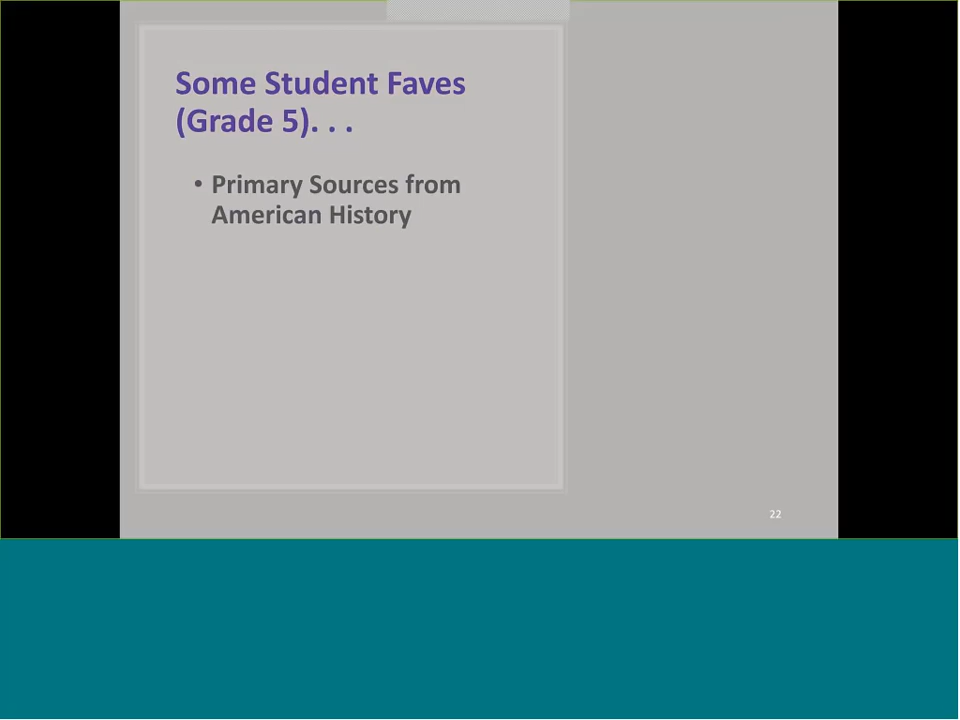 Some Student Faves
(Grade 5). . .
• Primary Sources from
American History
22